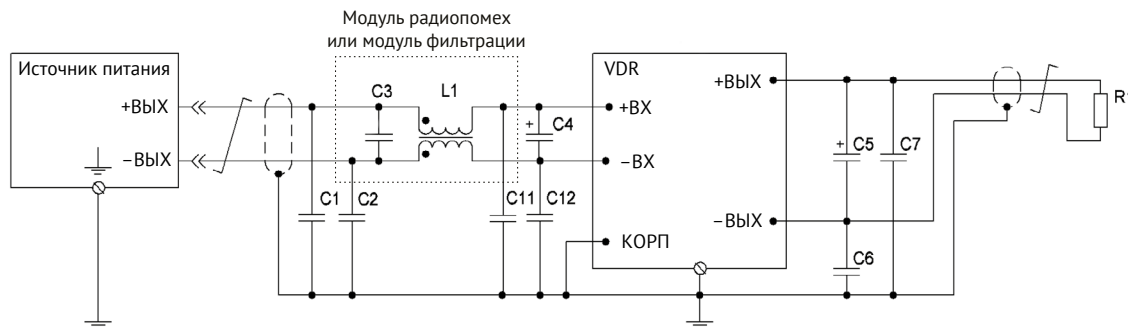 Модуль радиопомех
или модуль фильтрации
Источник питания
+ВЫХ
−ВЫХ
C3
L1
+
C4
C1
C2
C11
C12
VDR
+ВХ
−ВХ
КОРП
+ВЫХ
−ВЫХ
+
C5
C7
C6